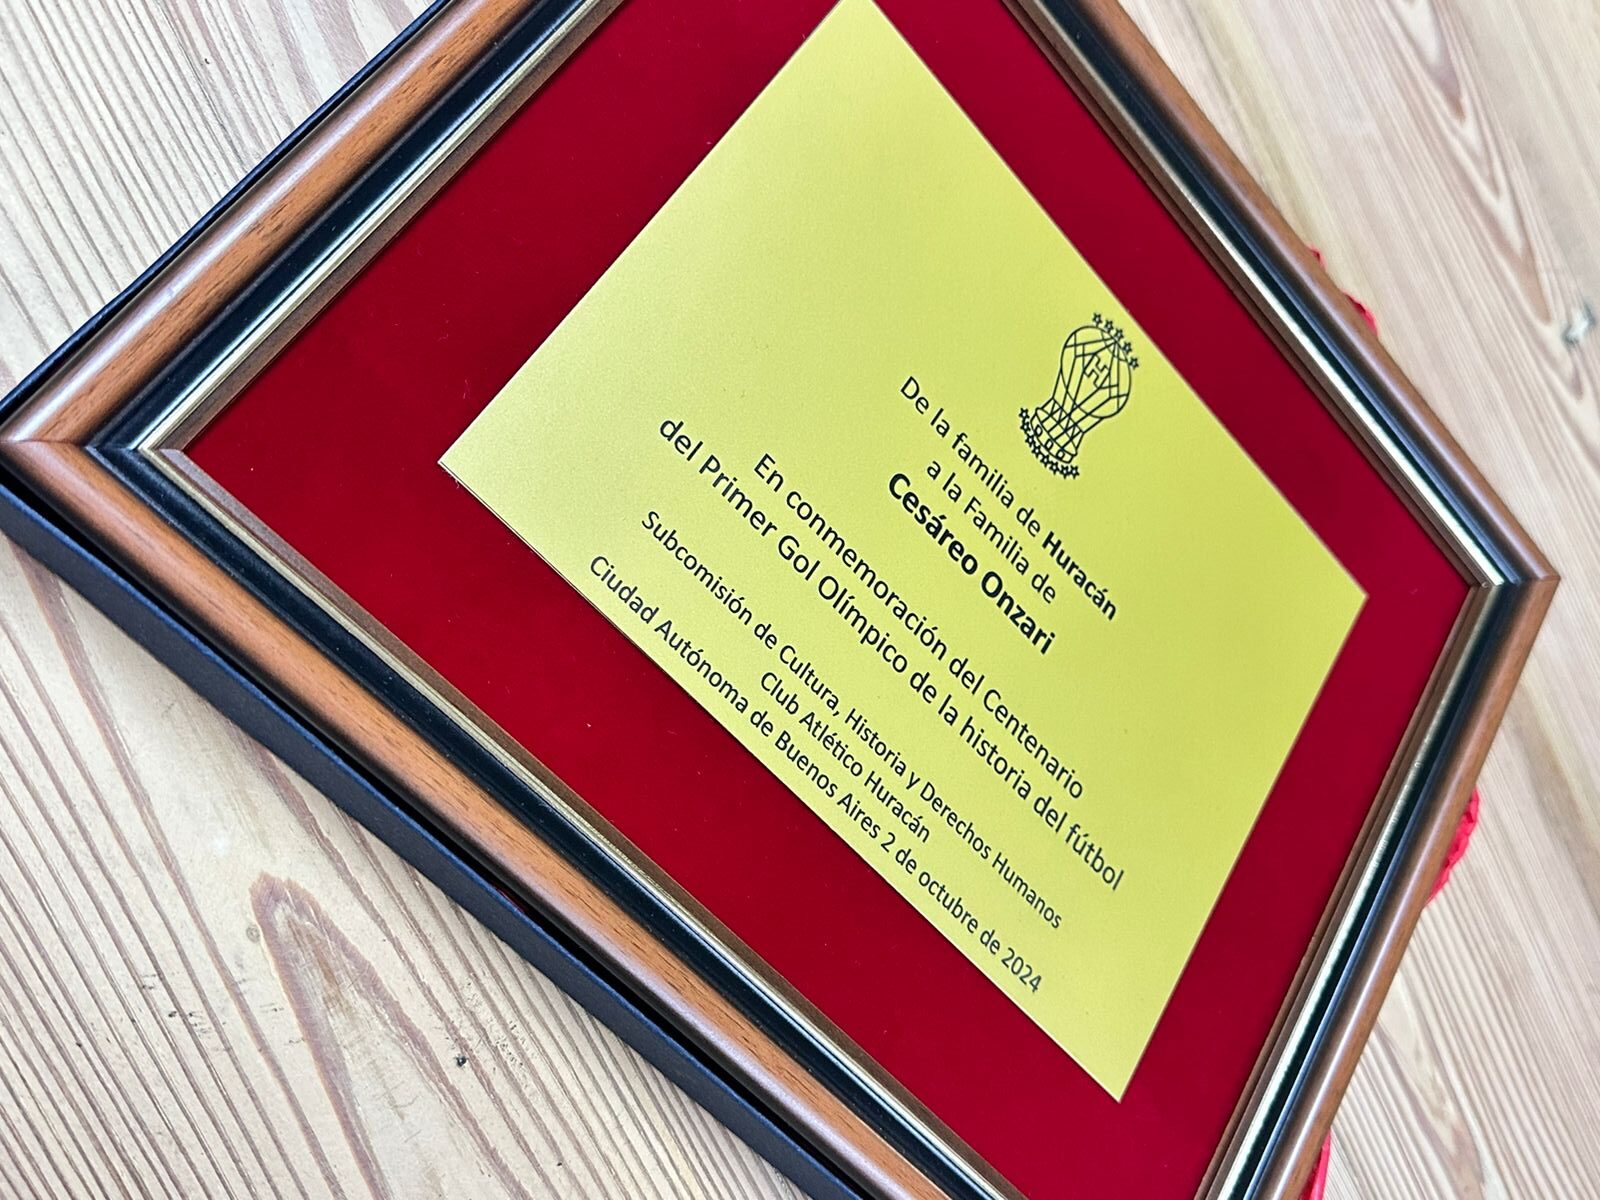 H
De la familia de Huracán
a la Familia de
Cesáreo Onzari
En conmemoración del Centenario
del Primer Gol Olímpico de la historia del fútbol
Subcomisión de Cultura, Historia y Derechos Humanos
Club Atlético Huracán
Ciudad Autónoma de Buenos Aires 2 de octubre de 2024